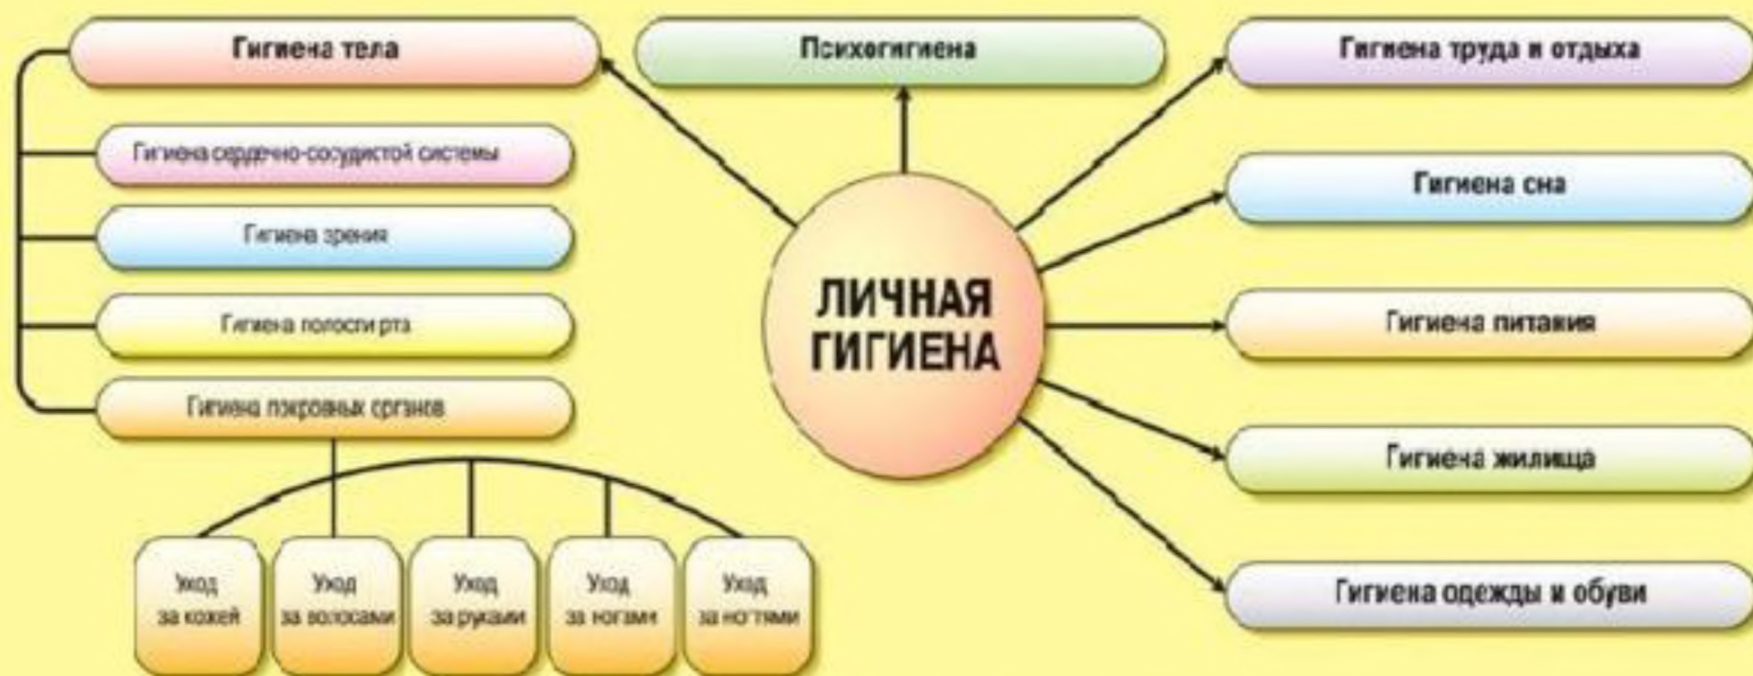 Гигиена тела
Психогигиена
Гигиена труда и отдыха
Гигиена сердечно-сосудистой системы
Гигиена сна
Гигиена зрения
ЛИЧНАЯ
ГИГИЕНА
Гигиена питания
Гигиена полости рта
Гигиена покровных органов
Гигиена жилища
Гигиена одежды и обуви
Уход
за кожей
Уход
за волосами
Уход
за руками
Уход
за ногами
Уход
за ногтями